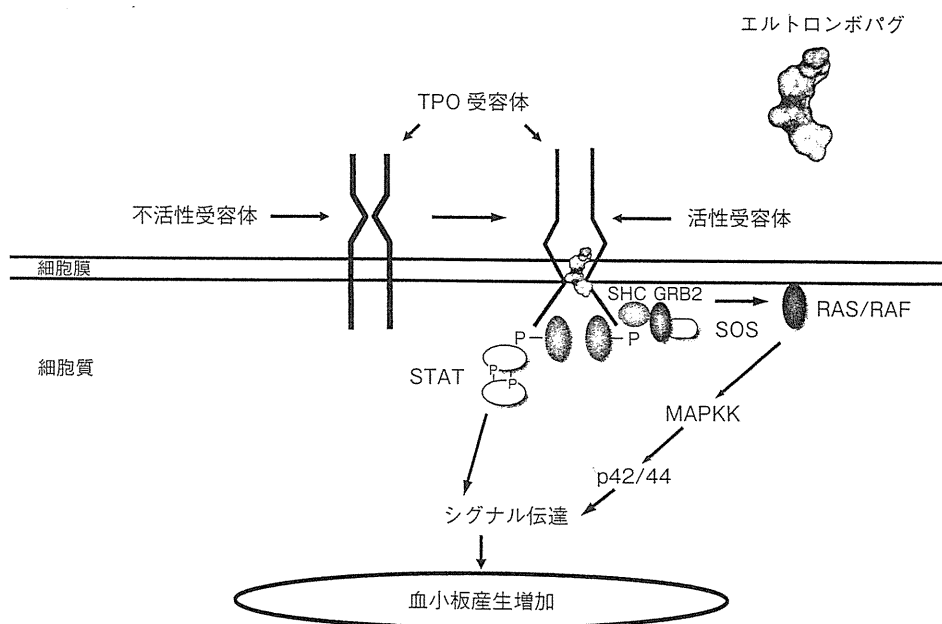 エルトロンボパグ
TPO 受容体
不活性受容体
活性受容体
細胞膜
SHC GRB2
RAS/RAF
SOS
P
P
細胞質
STAT
P
P
MAPKK
p42/44
シグナル伝達
血小板産生増加